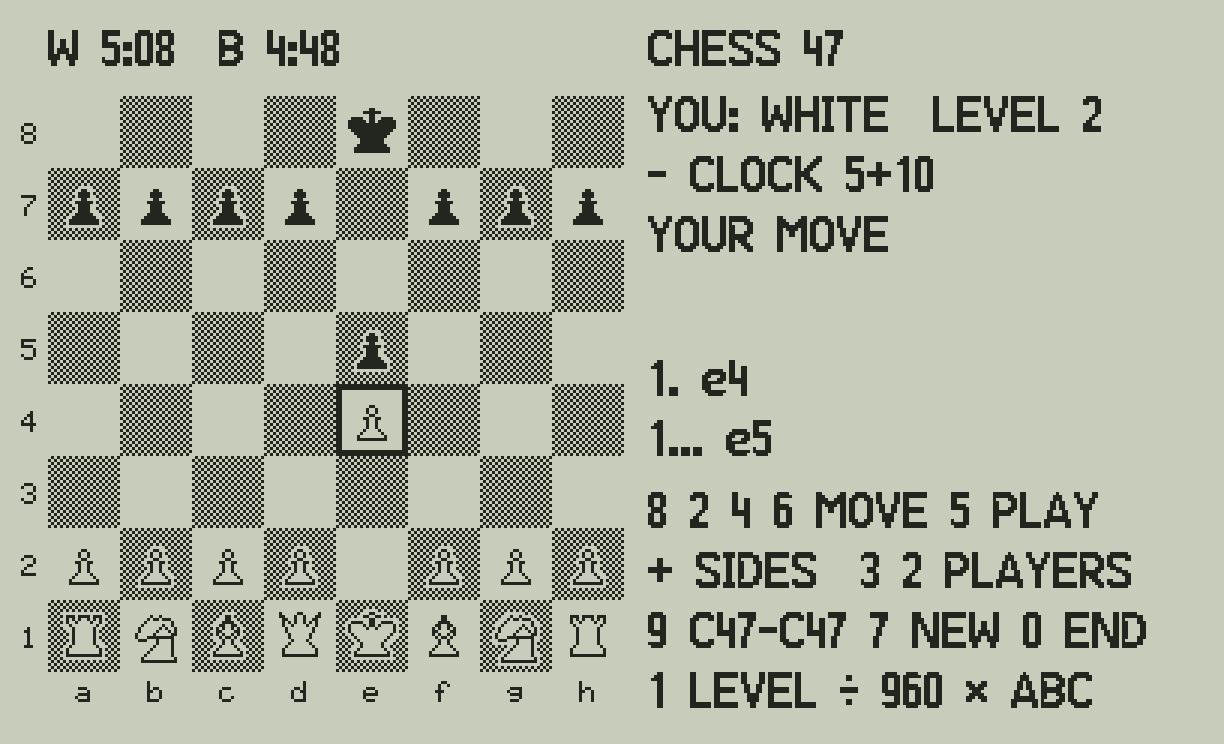 W 5:08 B 4:48
8
7
6
5
4
3
2
1
a b c d e f g h
CHESS 47
YOU: WHITE LEVEL 2
- CLOCK 5+10
YOUR MOVE
1. e4
1... e5
8 2 4 6 MOVE 5 PLAY
+ SIDES 3 2 PLAYERS
9 C47-C47 7 NEW 0 END
1 LEVEL ÷ 960 × ABC